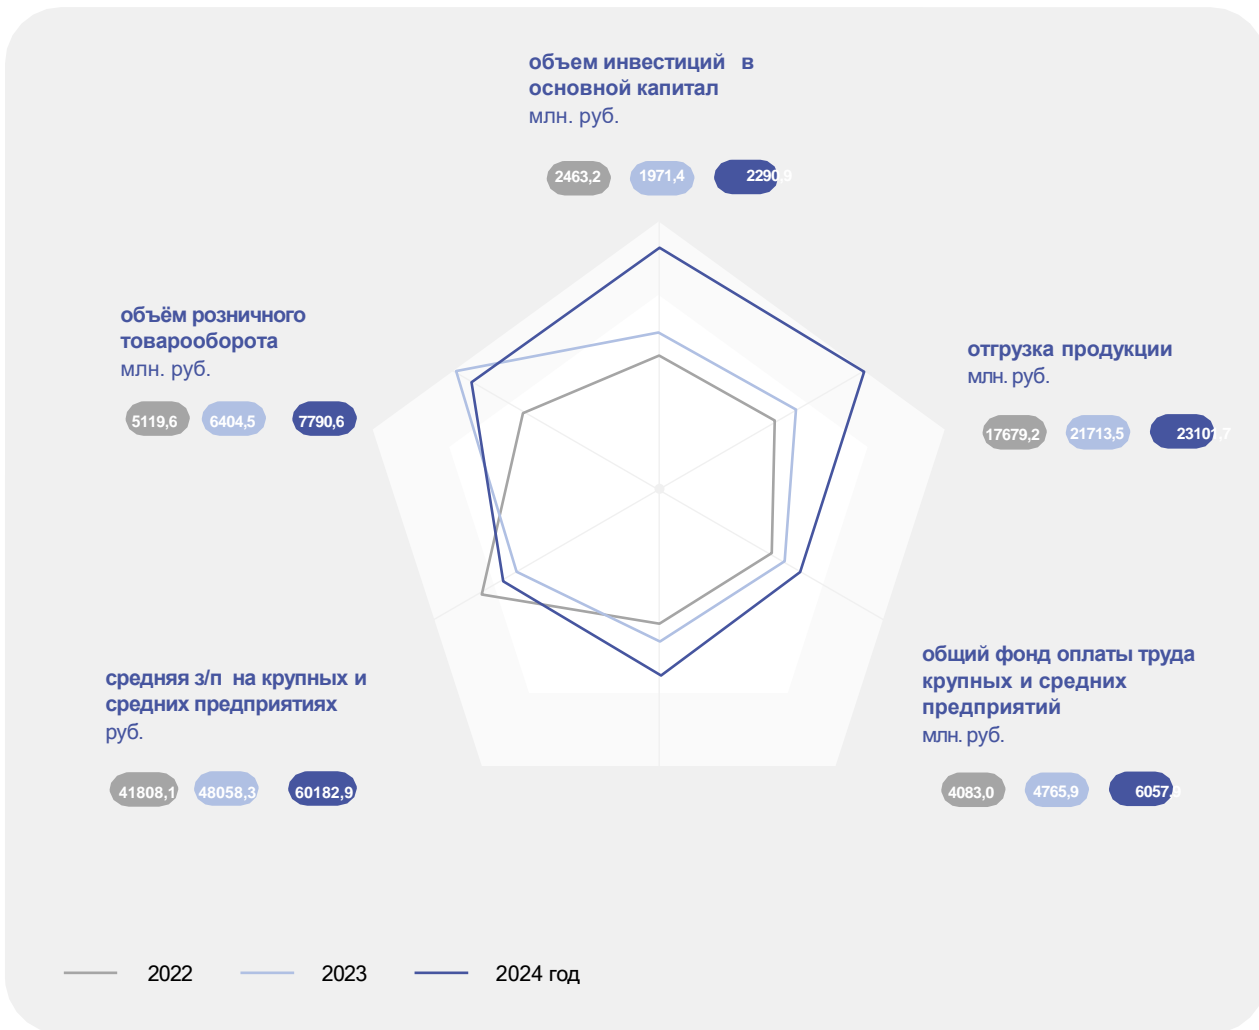 объем инвестиций в
основной капитал
млн. руб.
2463,2 1971,4 2290,9
объём розничного
товарооборота
млн. руб.
5119,6 6404,5 7790,6
отгрузка продукции
млн. руб.
17679,2 21713,5 23101,7
средняя з/п на крупных и
средних предприятиях
руб.
41808,1 48058,3 60182,9
общий фонд оплаты труда
крупных и средних
предприятий
млн. руб.
4083,0 4765,9 6057,9
2022 2023 2024 год